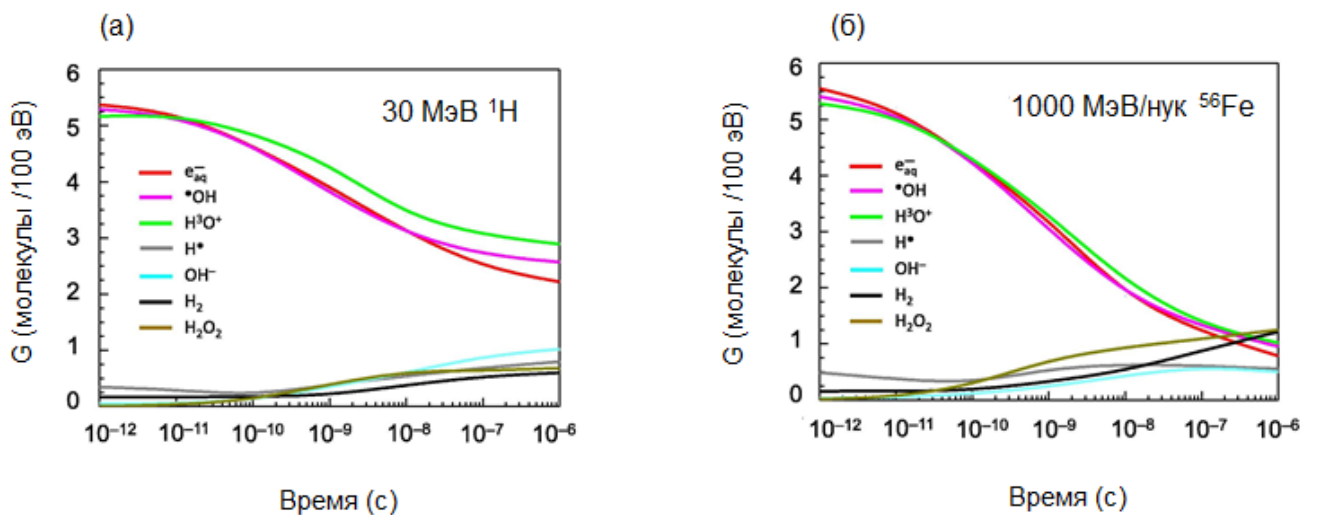 (а)
30 МэВ ¹H
G (молекулы /100 эВ)
6
5
4
3
2
1
0
e⁻aq
•OH
H³O⁺
H•
OH⁻
H₂
H₂O₂
10⁻¹² 10⁻¹¹ 10⁻¹⁰ 10⁻⁹ 10⁻⁸ 10⁻⁷ 10⁻⁶
Время (с)
(б)
1000 МэВ/нук ⁵⁶Fe
G (молекулы /100 эВ)
6
5
4
3
2
1
0
e⁻aq
•OH
H³O⁺
H•
OH⁻
H₂
H₂O₂
10⁻¹² 10⁻¹¹ 10⁻¹⁰ 10⁻⁹ 10⁻⁸ 10⁻⁷ 10⁻⁶
Время (с)